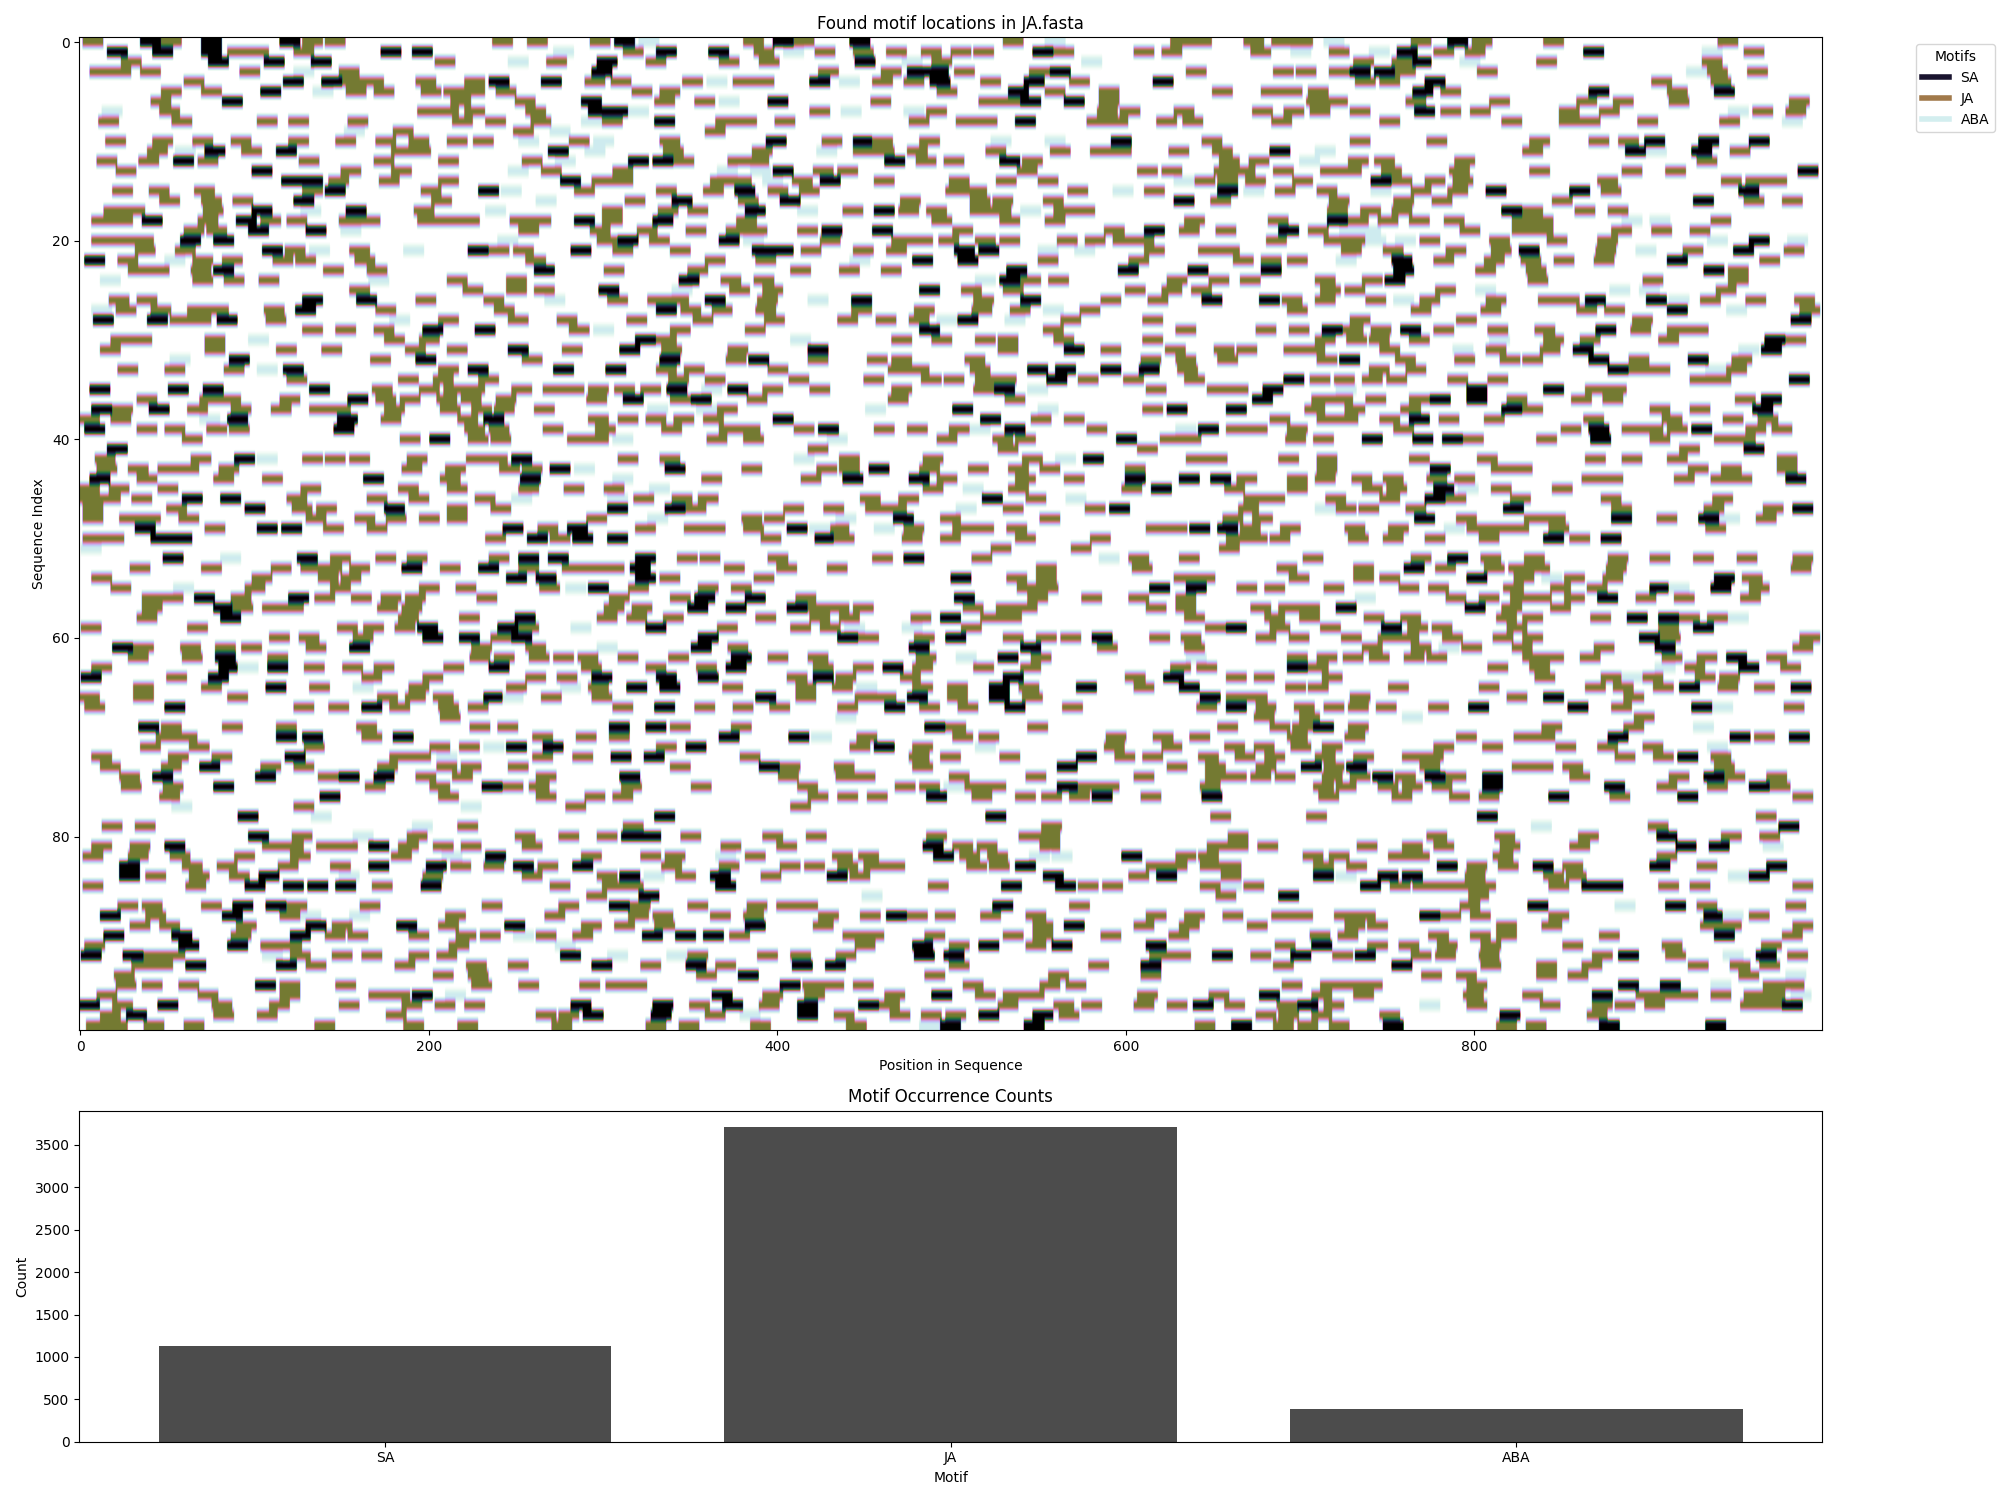 Found motif locations in JA.fasta
Motifs
SA
JA
ABA
0
20
40
60
80
Sequence Index
0
200
400
600
800
Position in Sequence
Motif Occurrence Counts
3500
3000
2500
2000
1500
1000
500
0
Count
SA
JA
ABA
Motif